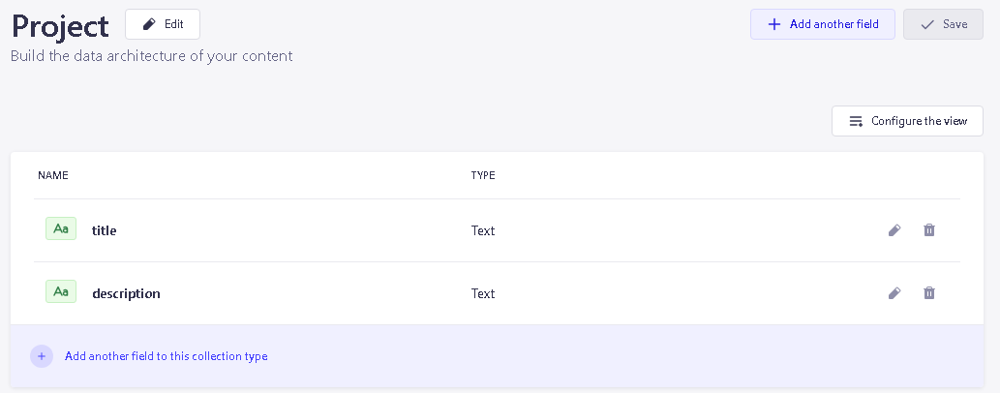 Project Edit Add another field Save
Build the data architecture of your content
Configure the view
NAME TYPE
Aa title Text
Aa description Text
+ Add another field to this collection type